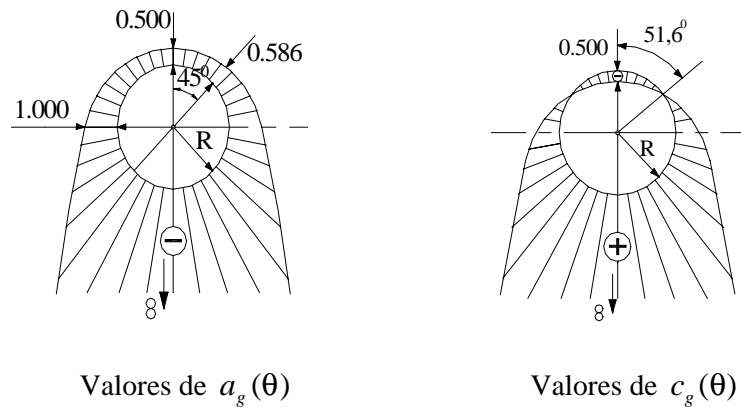 0.500
0.586
45⁰
1.000
R
−
∞
Valores de a_g(θ)
51,6⁰
0.500
−
R
+
∞
Valores de c_g(θ)